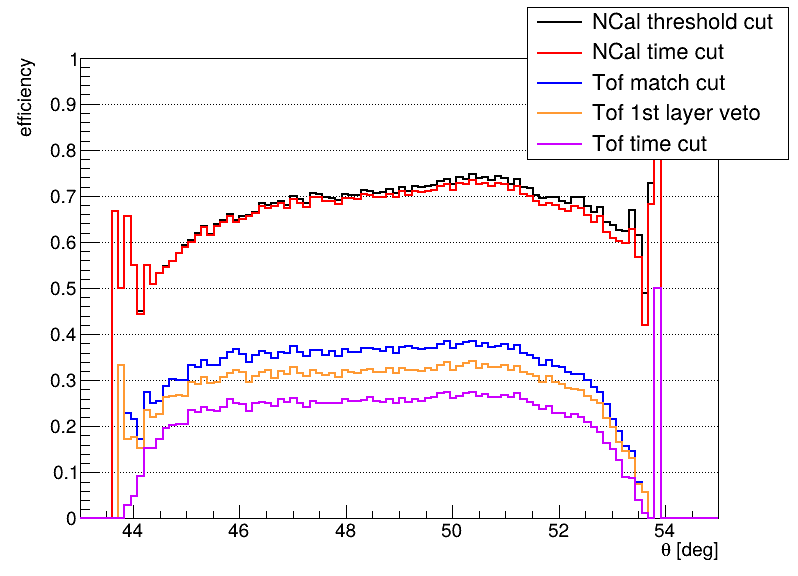 NCal threshold cut
NCal time cut
Tof match cut
Tof 1st layer veto
Tof time cut
efficiency
1
0.9
0.8
0.7
0.6
0.5
0.4
0.3
0.2
0.1
0
44 46 48 50 52 54
θ [deg]